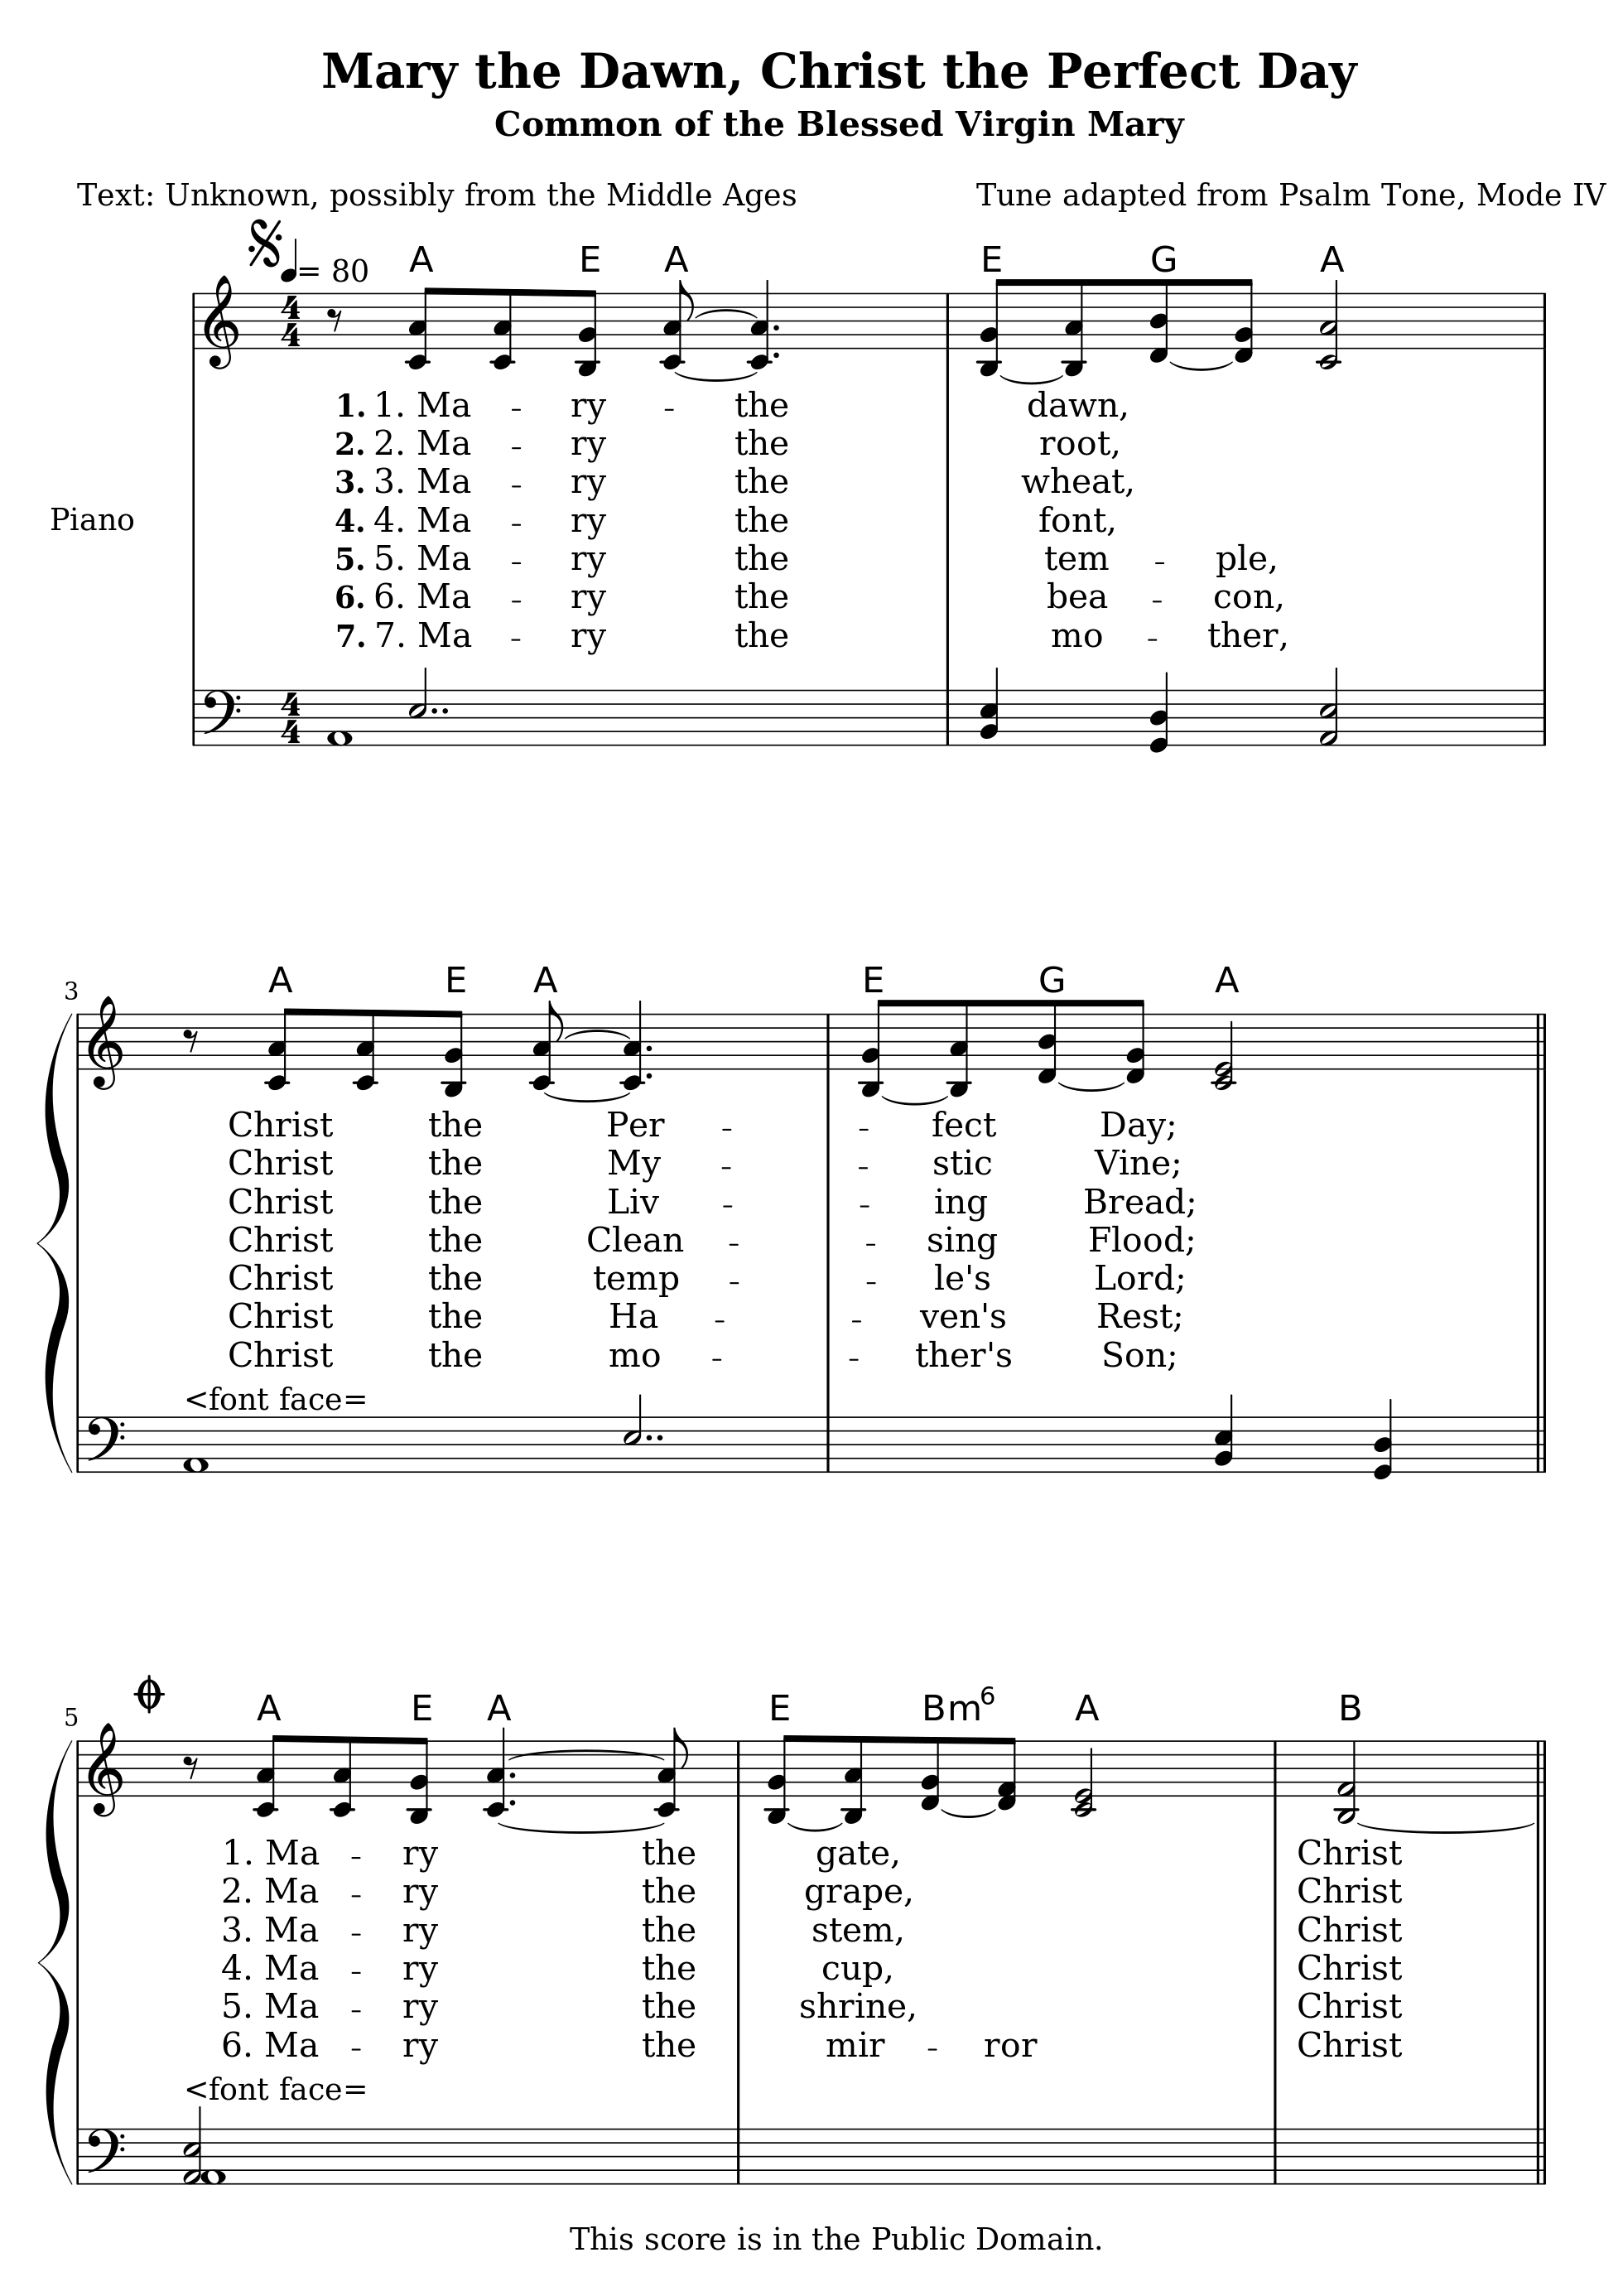 Mary the Dawn, Christ the Perfect Day
Common of the Blessed Virgin Mary
Text: Unknown, possibly from the Middle Ages
Tune adapted from Psalm Tone, Mode IV
= 80 A E A E G A
1. 1. Ma - ry - the dawn,
2. 2. Ma - ry the root,
3. 3. Ma - ry the wheat,
Piano
4. 4. Ma - ry the font,
5. 5. Ma - ry the tem - ple,
6. 6. Ma - ry the bea - con,
7. 7. Ma - ry the mo - ther,
3 A E A E G A
Christ the Per - - fect Day;
Christ the My - - stic Vine;
Christ the Liv - - ing Bread;
Christ the Clean - - sing Flood;
Christ the temp - - le's Lord;
Christ the Ha - - ven's Rest;
Christ the mo - - ther's Son;
<font face=
5 A E A E Bm6 A B
1. Ma - ry the gate, Christ
2. Ma - ry the grape, Christ
3. Ma - ry the stem, Christ
4. Ma - ry the cup, Christ
5. Ma - ry the shrine, Christ
6. Ma - ry the mir - ror Christ
<font face=
This score is in the Public Domain.